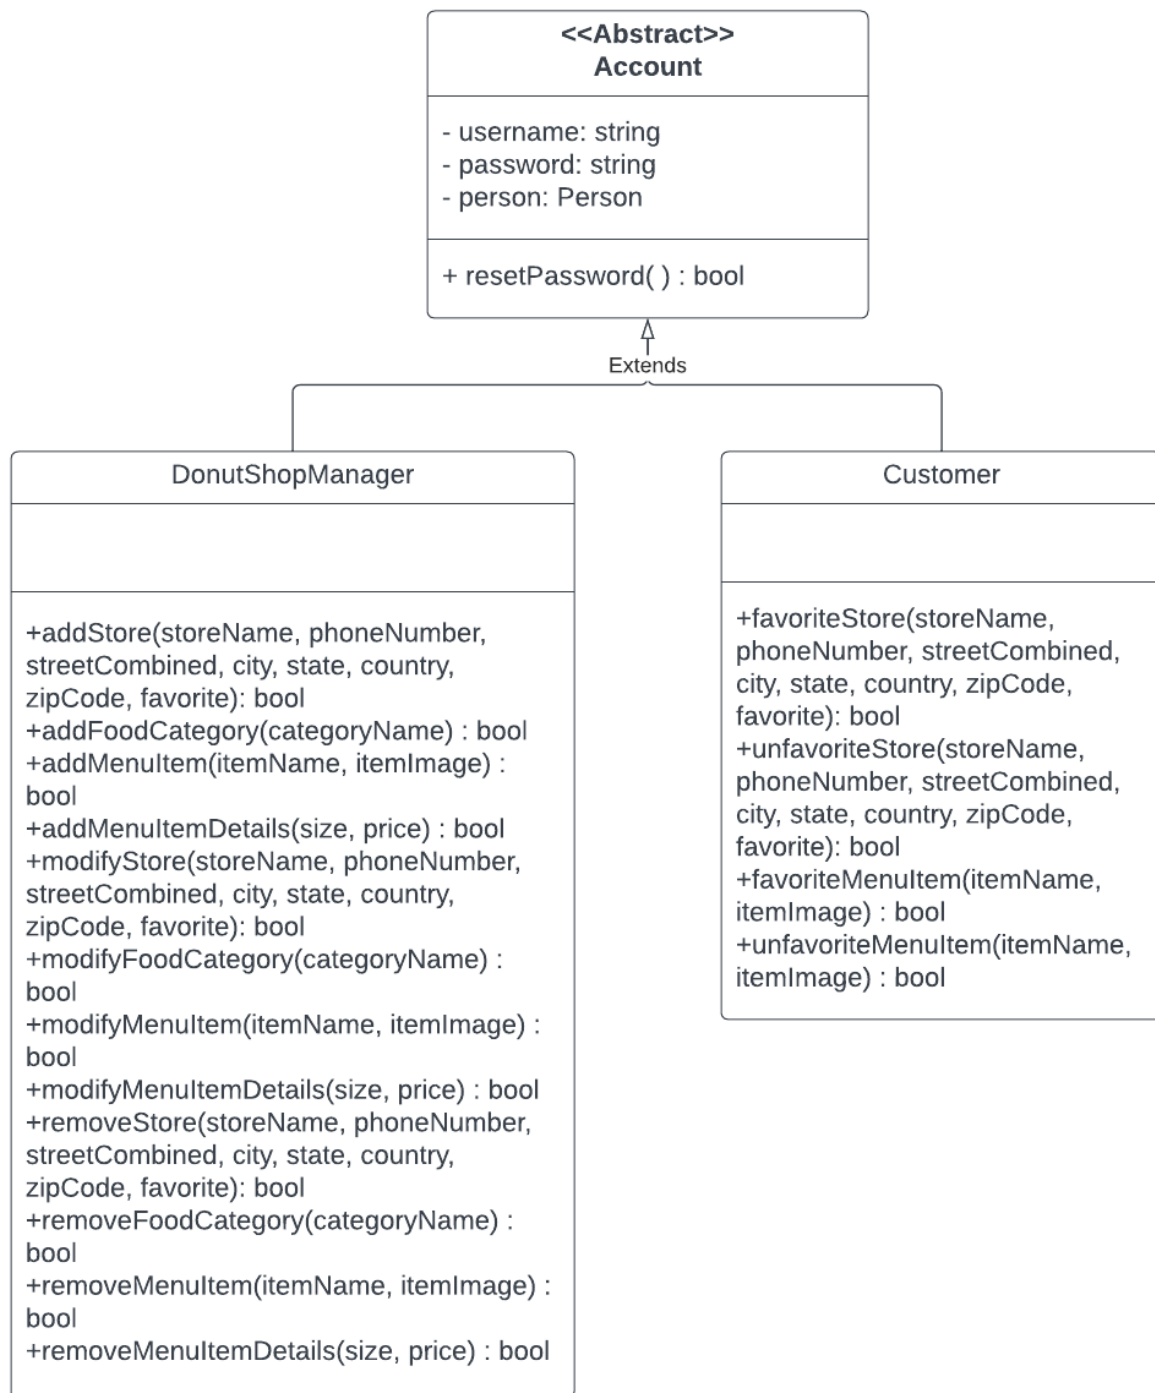 <<Abstract>>
Account
- username: string
- password: string
- person: Person
+ resetPassword( ) : bool
Extends
DonutShopManager
+addStore(storeName, phoneNumber,
streetCombined, city, state, country,
zipCode, favorite): bool
+addFoodCategory(categoryName) : bool
+addMenuItem(itemName, itemImage) :
bool
+addMenuItemDetails(size, price) : bool
+modifyStore(storeName, phoneNumber,
streetCombined, city, state, country,
zipCode, favorite): bool
+modifyFoodCategory(categoryName) :
bool
+modifyMenuItem(itemName, itemImage) :
bool
+modifyMenuItemDetails(size, price) : bool
+removeStore(storeName, phoneNumber,
streetCombined, city, state, country,
zipCode, favorite): bool
+removeFoodCategory(categoryName) :
bool
+removeMenuItem(itemName, itemImage) :
bool
+removeMenuItemDetails(size, price) : bool
Customer
+favoriteStore(storeName,
phoneNumber, streetCombined,
city, state, country, zipCode,
favorite): bool
+unfavoriteStore(storeName,
phoneNumber, streetCombined,
city, state, country, zipCode,
favorite): bool
+favoriteMenuItem(itemName,
itemImage) : bool
+unfavoriteMenuItem(itemName,
itemImage) : bool